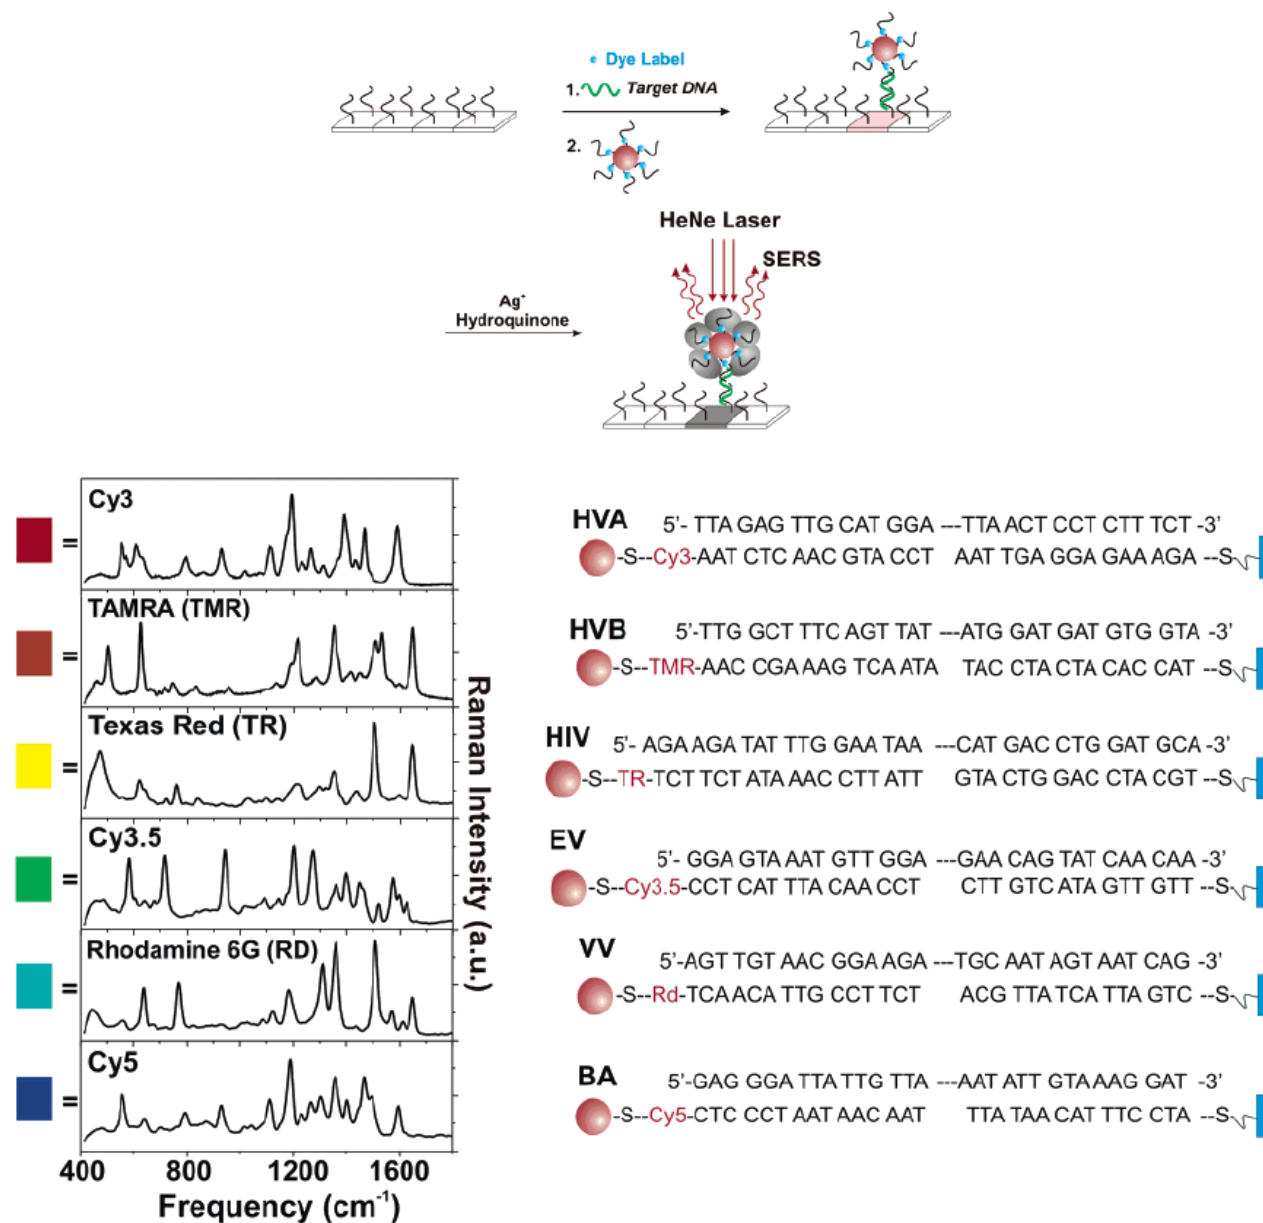 Dye Label
1. Target DNA
2.
HeNe Laser
SERS
Ag+
Hydroquinone
Cy3
=
TAMRA (TMR)
=
Texas Red (TR)
=
Cy3.5
=
Rhodamine 6G (RD)
=
Cy5
=
400 800 1200 1600
Frequency (cm-1)
Raman Intensity (a.u.)
HVA
5'- TTA GAG TTG CAT GGA ---TTA ACT CCT CTT TCT -3'
-S--Cy3-AAT CTC AAC GTA CCT AAT TGA GGA GAA AGA --S
HVB
5'-TTG GCT TTC AGT TAT ---ATG GAT GAT GTG GTA -3'
-S--TMR-AAC CGA AAG TCA ATA TAC CTA CTA CAC CAT --S
HIV
5'- AGA AGA TAT TTG GAA TAA ---CAT GAC CTG GAT GCA -3'
-S--TR-TCT TCT ATA AAC CTT ATT GTA CTG GAC CTA CGT --S
EV
5'- GGA GTA AAT GTT GGA ---GAA CAG TAT CAA CAA -3'
-S--Cy3.5-CCT CAT TTA CAA CCT CTT GTC ATA GTT GTT --S
VV
5'-AGT TGT AAC GGA AGA ---TGC AAT AGT AAT CAG -3'
-S--Rd-TCA ACA TTG CCT TCT ACG TTA TCA TTA GTC --S
BA
5'-GAG GGA TTA TTG TTA ---AAT ATT GTA AAG GAT -3'
-S--Cy5-CTC CCT AAT AAC AAT TTA TAA CAT TTC CTA --S